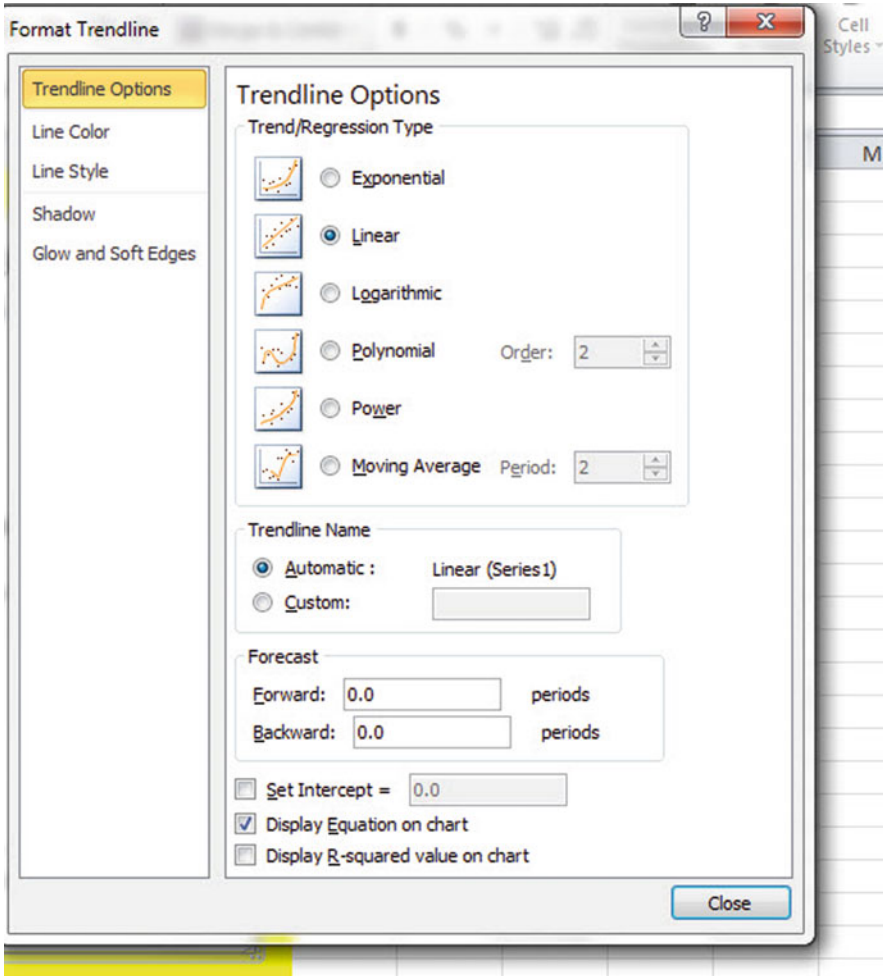 Format Trendline
Cell
Styles
M
Trendline Options
Line Color
Line Style
Shadow
Glow and Soft Edges
Trendline Options
Trend/Regression Type
Exponential
Linear
Logarithmic
Polynomial Order: 2
Power
Moving Average Period: 2
Trendline Name
Automatic : Linear (Series1)
Custom:
Forecast
Forward: 0.0 periods
Backward: 0.0 periods
Set Intercept = 0.0
Display Equation on chart
Display R-squared value on chart
Close